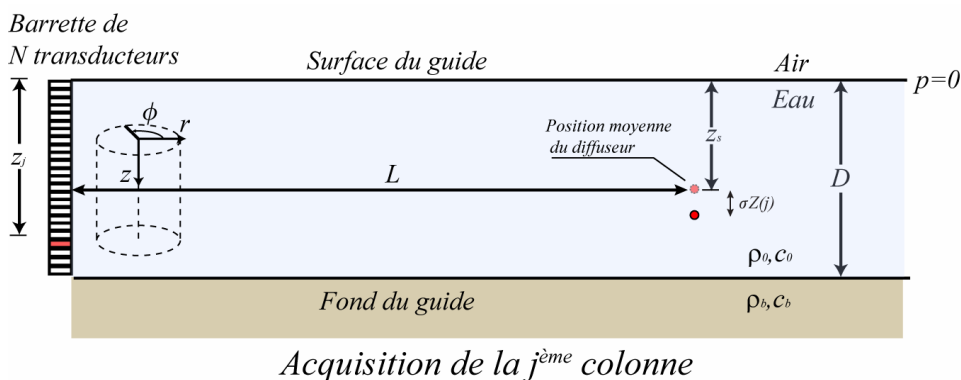 Barrette de
N transducteurs
Surface du guide
Air
p=0
Eau
ϕ
r
z
z_j
L
Position moyenne
du diffuseur
z_s
D
σZ(j)
ρ₀,c₀
Fond du guide
ρ_b,c_b
Acquisition de la j^ème colonne